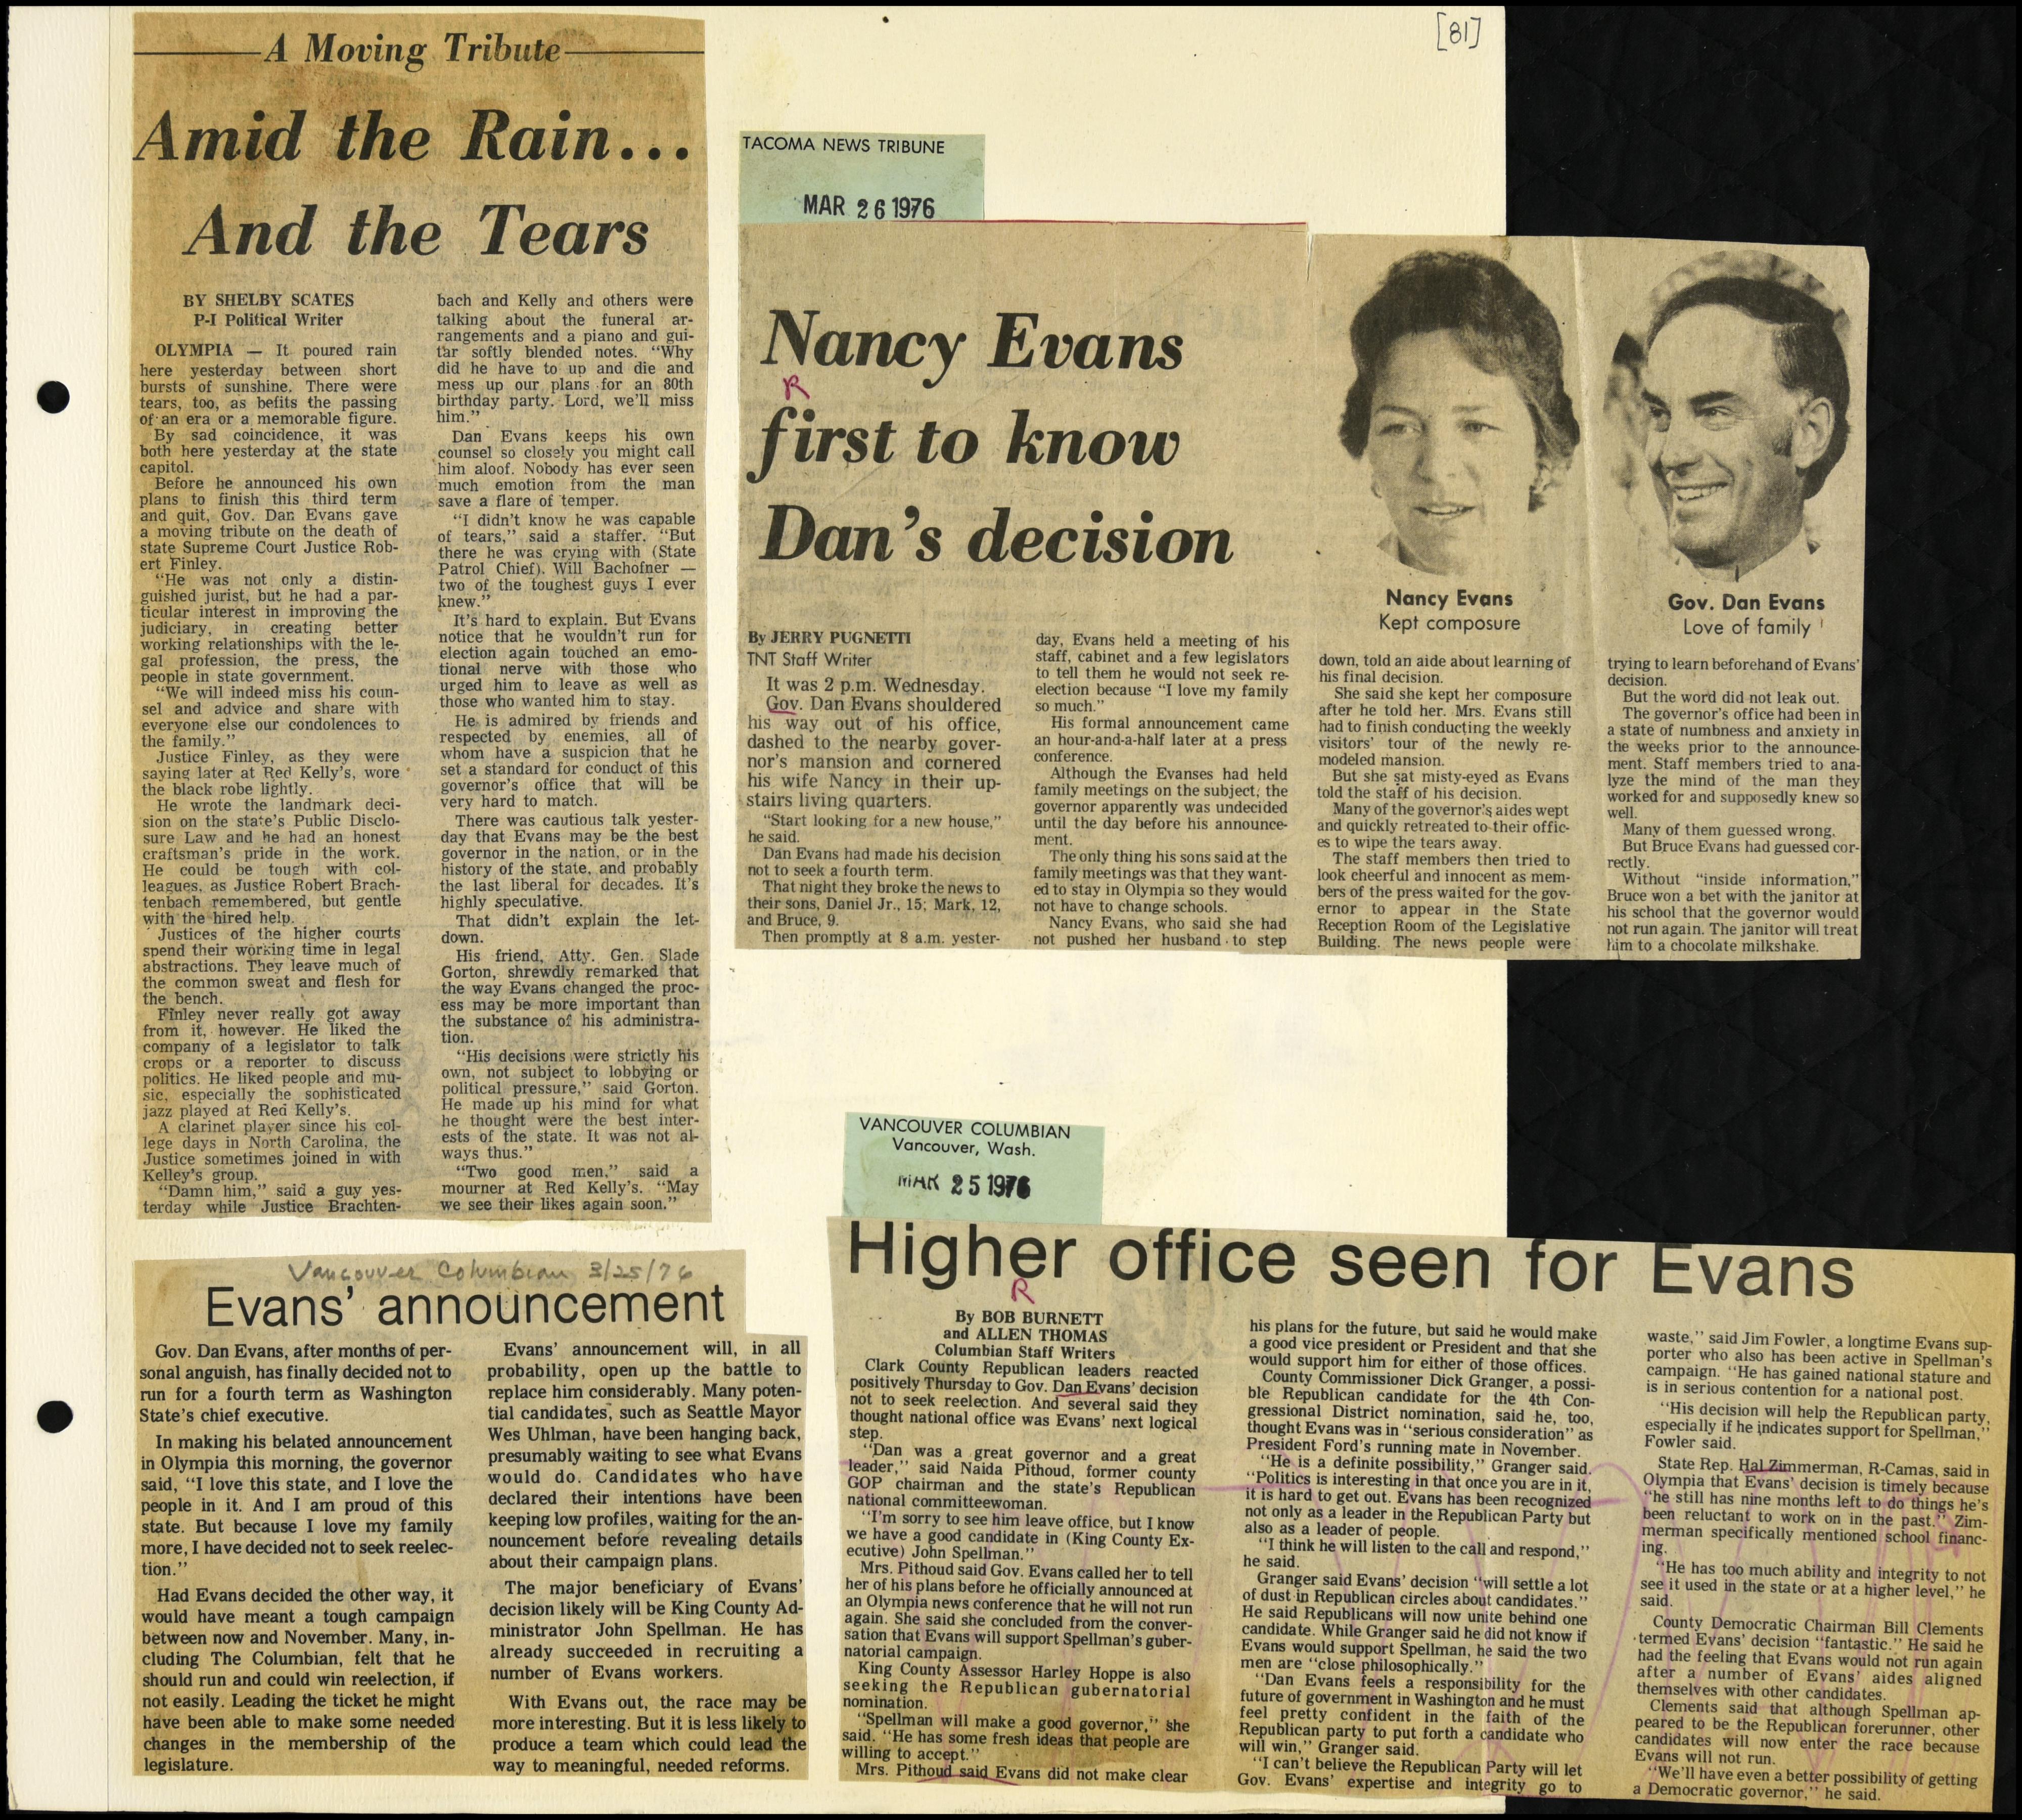 [81]
A Moving Tribute
Amid the Rain...
And the Tears
BY SHELBY SCATES
P-I Political Writer
OLYMPIA — It poured rain
here yesterday between short
bursts of sunshine. There were
tears, too, as befits the passing
of an era or a memorable figure.
By sad coincidence, it was
both here yesterday at the state
capitol.
Before he announced his own
plans to finish this third term
and quit, Gov. Dan Evans gave
a moving tribute on the death of
state Supreme Court Justice Rob-
ert Finley.
"He was not only a distin-
guished jurist, but he had a par-
ticular interest in improving the
judiciary, in creating better
working relationships with the le-
gal profession, the press, the
people in state government.
"We will indeed miss his coun-
sel and advice and share with
everyone else our condolences to
the family."
Justice Finley, as they were
saying later at Red Kelly's, wore
the black robe lightly.
He wrote the landmark deci-
sion on the state's Public Disclo-
sure Law and he had an honest
craftsman's pride in the work.
He could be tough with col-
leagues, as Justice Robert Brach-
tenbach remembered, but gentle
with the hired help.
Justices of the higher courts
spend their working time in legal
abstractions. They leave much of
the common sweat and flesh for
the bench.
Finley never really got away
from it, however. He liked the
company of a legislator to talk
crops or a reporter to discuss
politics. He liked people and mu-
sic, especially the sophisticated
jazz played at Red Kelly's.
A clarinet player since his col-
lege days in North Carolina, the
Justice sometimes joined in with
Kelley's group.
"Damn him," said a guy yes-
terday while Justice Brachten-
bach and Kelly and others were
talking about the funeral ar-
rangements and a piano and gui-
tar softly blended notes. "Why
did he have to up and die and
mess up our plans for an 80th
birthday party. Lord, we'll miss
him."
Dan Evans keeps his own
counsel so closely you might call
him aloof. Nobody has ever seen
much emotion from the man
save a flare of temper.
"I didn't know he was capable
of tears," said a staffer. "But
there he was crying with (State
Patrol Chief). Will Bachofner —
two of the toughest guys I ever
knew."
It's hard to explain. But Evans
notice that he wouldn't run for
election again touched an emo-
tional nerve with those who
urged him to leave as well as
those who wanted him to stay.
He is admired by friends and
respected by enemies, all of
whom have a suspicion that he
set a standard for conduct of this
governor's office that will be
very hard to match.
There was cautious talk yester-
day that Evans may be the best
governor in the nation, or in the
history of the state, and probably
the last liberal for decades. It's
highly speculative.
That didn't explain the let-
down.
His friend, Atty. Gen. Slade
Gorton, shrewdly remarked that
the way Evans changed the proc-
ess may be more important than
the substance of his administra-
tion.
"His decisions were strictly his
own, not subject to lobbying or
political pressure," said Gorton.
He made up his mind for what
he thought were the best inter-
ests of the state. It was not al-
ways thus."
"Two good men," said a
mourner at Red Kelly's. "May
we see their likes again soon."
TACOMA NEWS TRIBUNE
MAR 26 1976
Nancy Evans
R
first to know
Dan's decision
Nancy Evans
Kept composure
Gov. Dan Evans
Love of family
By JERRY PUGNETTI
TNT Staff Writer
It was 2 p.m. Wednesday.
Gov. Dan Evans shouldered
his way out of his office,
dashed to the nearby gover-
nor's mansion and cornered
his wife Nancy in their up-
stairs living quarters.
"Start looking for a new house,"
he said.
Dan Evans had made his decision
not to seek a fourth term.
That night they broke the news to
their sons, Daniel Jr., 15; Mark, 12,
and Bruce, 9.
Then promptly at 8 a.m. yester-
day, Evans held a meeting of his
staff, cabinet and a few legislators
to tell them he would not seek re-
election because "I love my family
so much."
His formal announcement came
an hour-and-a-half later at a press
conference.
Although the Evanses had held
family meetings on the subject, the
governor apparently was undecided
until the day before his announce-
ment.
The only thing his sons said at the
family meetings was that they want-
ed to stay in Olympia so they would
not have to change schools.
Nancy Evans, who said she had
not pushed her husband to step
down, told an aide about learning of
his final decision.
She said she kept her composure
after he told her. Mrs. Evans still
had to finish conducting the weekly
visitors' tour of the newly re-
modeled mansion.
But she sat misty-eyed as Evans
told the staff of his decision.
Many of the governor's aides wept
and quickly retreated to their offic-
es to wipe the tears away.
The staff members then tried to
look cheerful and innocent as mem-
bers of the press waited for the gov-
ernor to appear in the State
Reception Room of the Legislative
Building. The news people were
trying to learn beforehand of Evans'
decision.
But the word did not leak out.
The governor's office had been in
a state of numbness and anxiety in
the weeks prior to the announce-
ment. Staff members tried to ana-
lyze the mind of the man they
worked for and supposedly knew so
well.
Many of them guessed wrong.
But Bruce Evans had guessed cor-
rectly.
Without "inside information,"
Bruce won a bet with the janitor at
his school that the governor would
not run again. The janitor will treat
him to a chocolate milkshake.
Vancouver Columbian 3/25/76
Evans' announcement
Gov. Dan Evans, after months of per-
sonal anguish, has finally decided not to
run for a fourth term as Washington
State's chief executive.
In making his belated announcement
in Olympia this morning, the governor
said, "I love this state, and I love the
people in it. And I am proud of this
state. But because I love my family
more, I have decided not to seek reelec-
tion."
Had Evans decided the other way, it
would have meant a tough campaign
between now and November. Many, in-
cluding The Columbian, felt that he
should run and could win reelection, if
not easily. Leading the ticket he might
have been able to make some needed
changes in the membership of the
legislature.
Evans' announcement will, in all
probability, open up the battle to
replace him considerably. Many poten-
tial candidates, such as Seattle Mayor
Wes Uhlman, have been hanging back,
presumably waiting to see what Evans
would do. Candidates who have
declared their intentions have been
keeping low profiles, waiting for the an-
nouncement before revealing details
about their campaign plans.
The major beneficiary of Evans'
decision likely will be King County Ad-
ministrator John Spellman. He has
already succeeded in recruiting a
number of Evans workers.
With Evans out, the race may be
more interesting. But it is less likely to
produce a team which could lead the
way to meaningful, needed reforms.
VANCOUVER COLUMBIAN
Vancouver, Wash.
MAR 25 1976
Higher office seen for Evans
R
By BOB BURNETT
and ALLEN THOMAS
Columbian Staff Writers
Clark County Republican leaders reacted
positively Thursday to Gov. Dan Evans' decision
not to seek reelection. And several said they
thought national office was Evans' next logical
step.
"Dan was a great governor and a great
leader," said Naida Pithoud, former county
GOP chairman and the state's Republican
national committeewoman.
"I'm sorry to see him leave office, but I know
we have a good candidate in (King County Ex-
ecutive) John Spellman."
Mrs. Pithoud said Gov. Evans called her to tell
her of his plans before he officially announced at
an Olympia news conference that he will not run
again. She said she concluded from the conver-
sation that Evans will support Spellman's guber-
natorial campaign.
King County Assessor Harley Hoppe is also
seeking the Republican gubernatorial
nomination.
"Spellman will make a good governor," she
said. "He has some fresh ideas that people are
willing to accept."
Mrs. Pithoud said Evans did not make clear
his plans for the future, but said he would make
a good vice president or President and that she
would support him for either of those offices.
County Commissioner Dick Granger, a possi-
ble Republican candidate for the 4th Con-
gressional District nomination, said he, too,
thought Evans was in "serious consideration" as
President Ford's running mate in November.
"He is a definite possibility," Granger said.
"Politics is interesting in that once you are in it,
it is hard to get out. Evans has been recognized
not only as a leader in the Republican Party but
also as a leader of people.
"I think he will listen to the call and respond,"
he said.
Granger said Evans' decision "will settle a lot
of dust in Republican circles about candidates."
He said Republicans will now unite behind one
candidate. While Granger said he did not know if
Evans would support Spellman, he said the two
men are "close philosophically."
"Dan Evans feels a responsibility for the
future of government in Washington and he must
feel pretty confident in the faith of the
Republican party to put forth a candidate who
will win," Granger said.
"I can't believe the Republican Party will let
Gov. Evans' expertise and integrity go to
waste," said Jim Fowler, a longtime Evans sup-
porter who also has been active in Spellman's
campaign. "He has gained national stature and
is in serious contention for a national post.
"His decision will help the Republican party,
especially if he indicates support for Spellman,"
Fowler said.
State Rep. Hal Zimmerman, R-Camas, said in
Olympia that Evans' decision is timely because
"he still has nine months left to do things he's
been reluctant to work on in the past." Zim-
merman specifically mentioned school financ-
ing.
"He has too much ability and integrity to not
see it used in the state or at a higher level," he
said.
County Democratic Chairman Bill Clements
termed Evans' decision "fantastic." He said he
had the feeling that Evans would not run again
after a number of Evans' aides aligned
themselves with other candidates.
Clements said that although Spellman ap-
peared to be the Republican forerunner, other
candidates will now enter the race because
Evans will not run.
"We'll have even a better possibility of getting
a Democratic governor," he said.